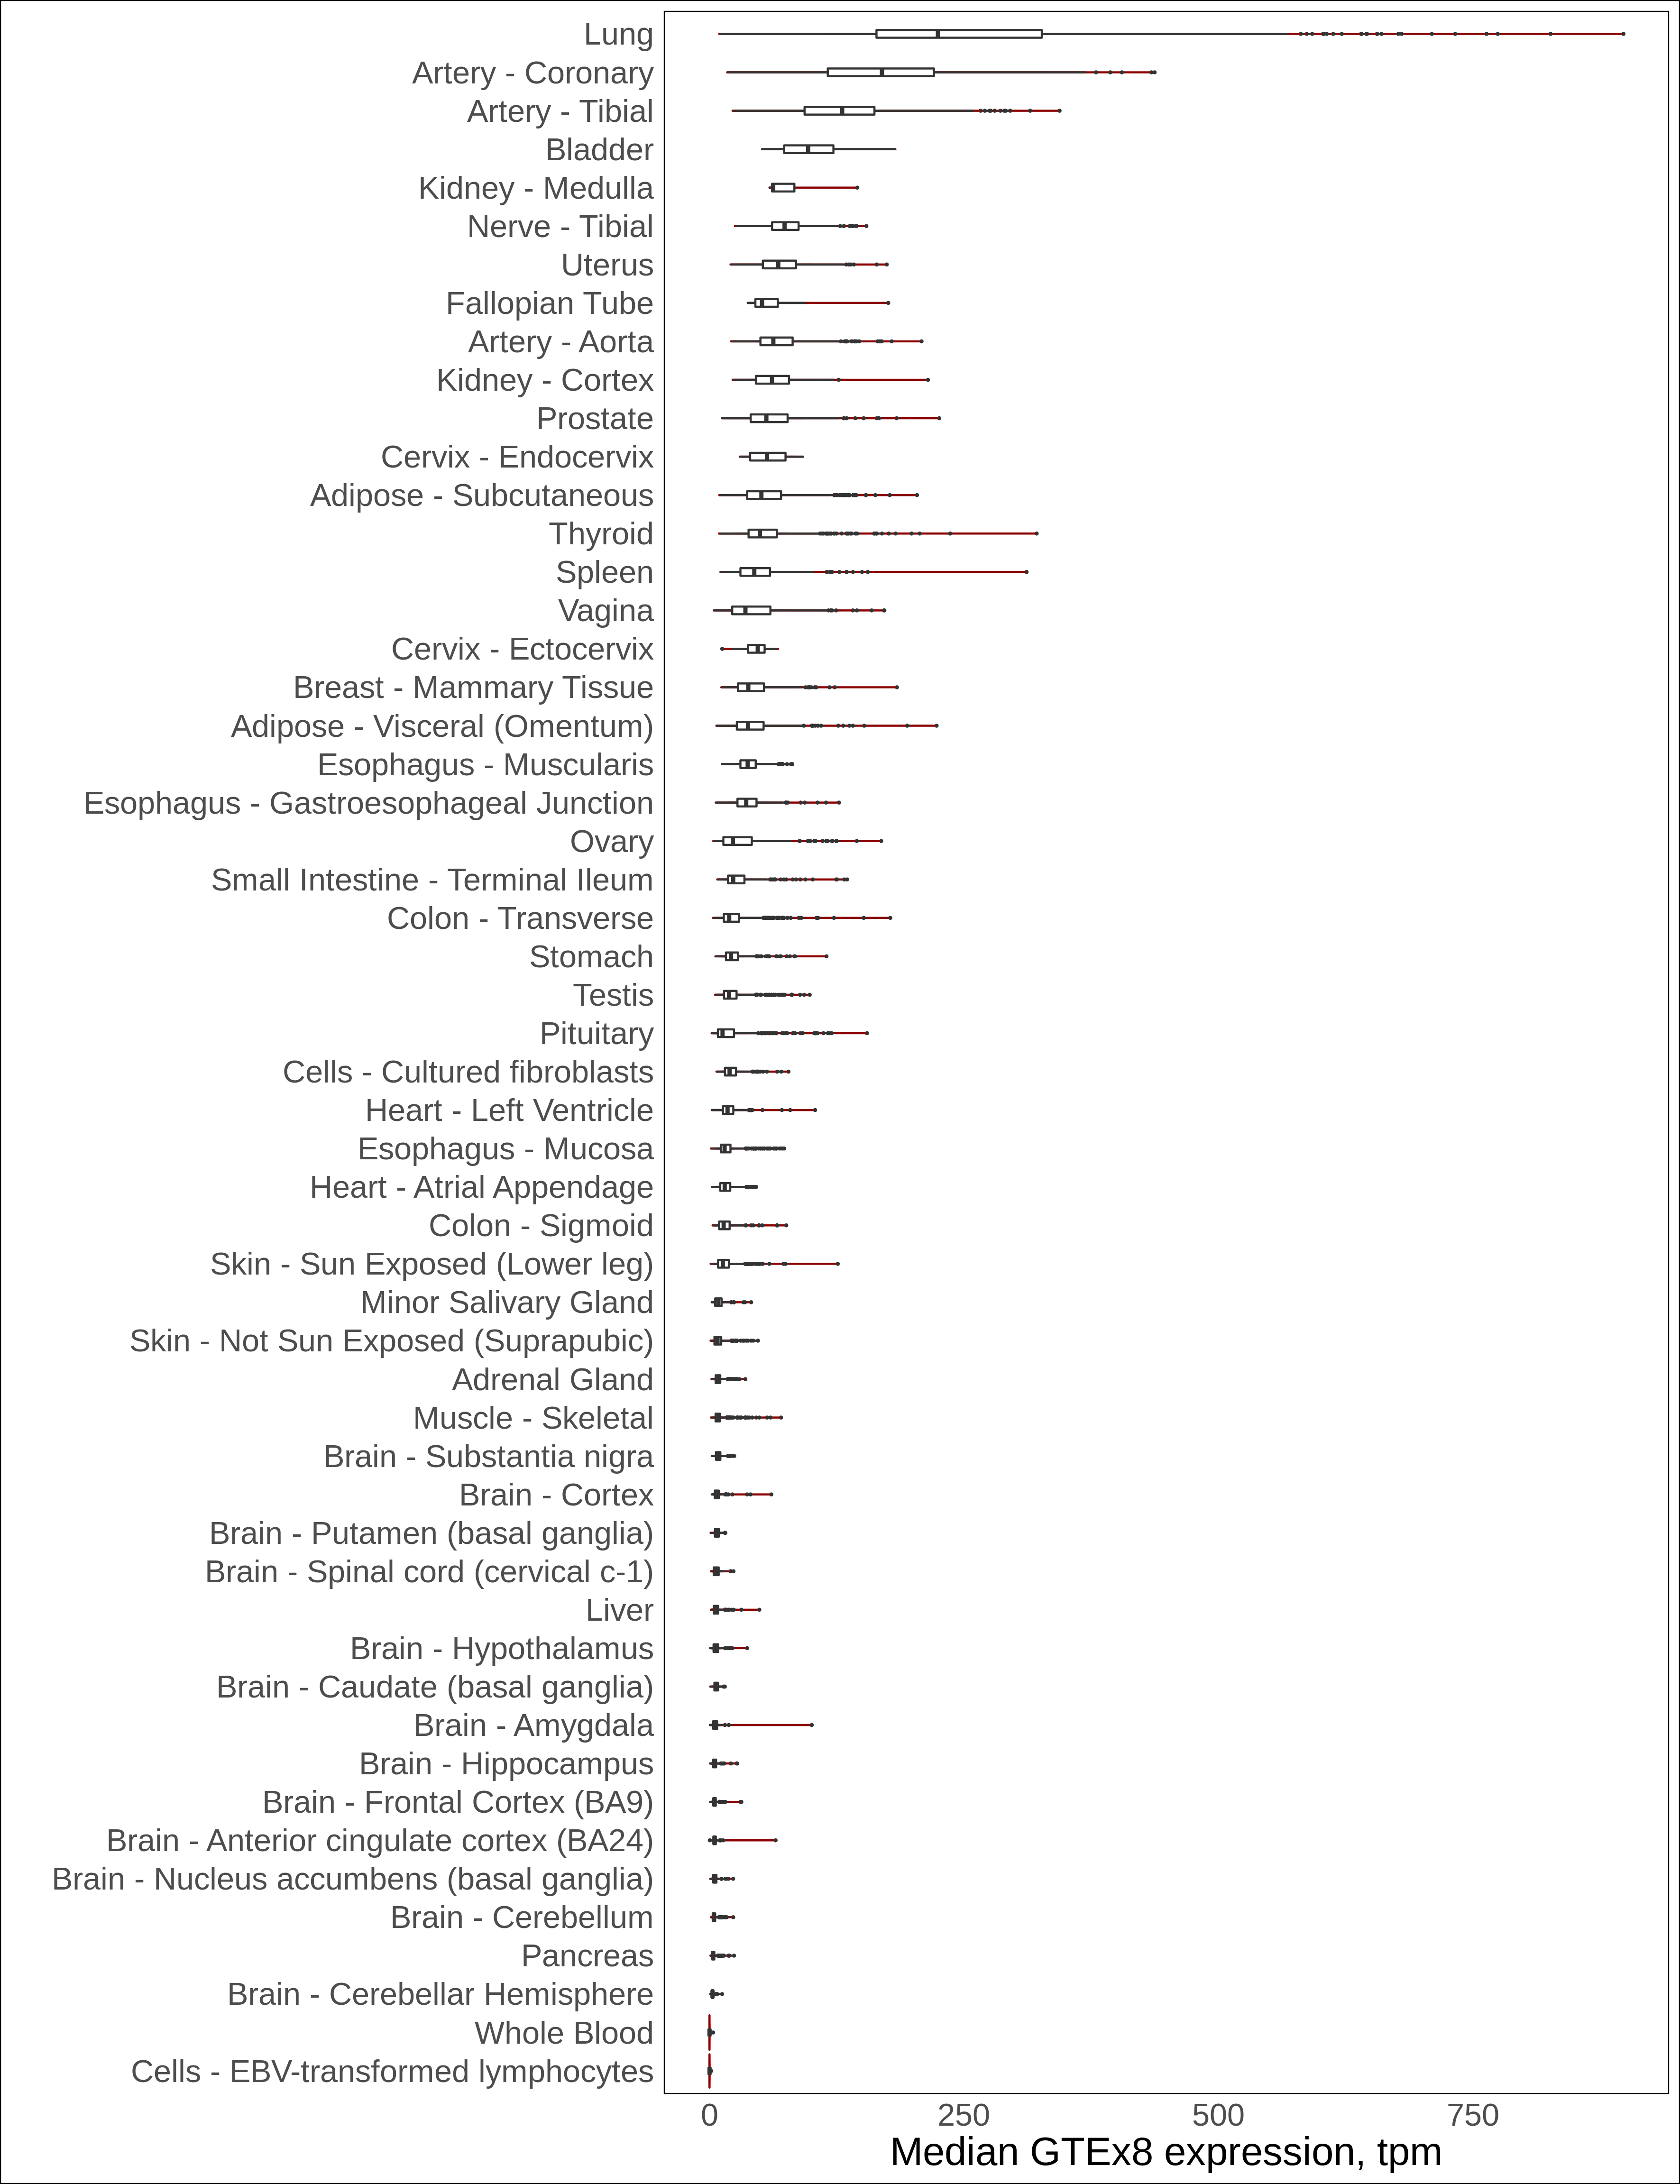 Lung
Artery - Coronary
Artery - Tibial
Bladder
Kidney - Medulla
Nerve - Tibial
Uterus
Fallopian Tube
Artery - Aorta
Kidney - Cortex
Prostate
Cervix - Endocervix
Adipose - Subcutaneous
Thyroid
Spleen
Vagina
Cervix - Ectocervix
Breast - Mammary Tissue
Adipose - Visceral (Omentum)
Esophagus - Muscularis
Esophagus - Gastroesophageal Junction
Ovary
Small Intestine - Terminal Ileum
Colon - Transverse
Stomach
Testis
Pituitary
Cells - Cultured fibroblasts
Heart - Left Ventricle
Esophagus - Mucosa
Heart - Atrial Appendage
Colon - Sigmoid
Skin - Sun Exposed (Lower leg)
Minor Salivary Gland
Skin - Not Sun Exposed (Suprapubic)
Adrenal Gland
Muscle - Skeletal
Brain - Substantia nigra
Brain - Cortex
Brain - Putamen (basal ganglia)
Brain - Spinal cord (cervical c-1)
Liver
Brain - Hypothalamus
Brain - Caudate (basal ganglia)
Brain - Amygdala
Brain - Hippocampus
Brain - Frontal Cortex (BA9)
Brain - Anterior cingulate cortex (BA24)
Brain - Nucleus accumbens (basal ganglia)
Brain - Cerebellum
Pancreas
Brain - Cerebellar Hemisphere
Whole Blood
Cells - EBV-transformed lymphocytes
0 250 500 750
Median GTEx8 expression, tpm